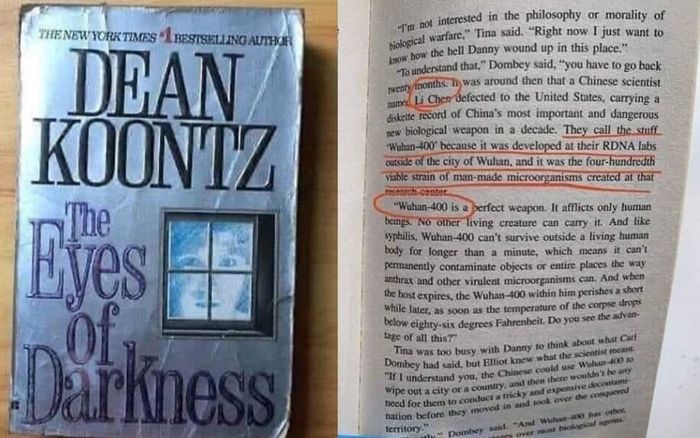 THE NEW YORK TIMES #1 BESTSELLING AUTHOR
DEAN
KOONTZ
The
Eyes
of
Darkness
"I'm not interested in the philosophy or morality of
biological warfare," Tina said. "Right now I just want to
know how the hell Danny wound up in this place."
"To understand that," Dombey said, "you have to go back
twenty months. It was around then that a Chinese scientist
named Li Chen defected to the United States, carrying a
diskette record of China's most important and dangerous
new biological weapon in a decade. They call the stuff
'Wuhan-400' because it was developed at their RDNA labs
outside of the city of Wuhan, and it was the four-hundredth
viable strain of man-made microorganisms created at that
research center.
"Wuhan-400 is a perfect weapon. It afflicts only human
beings. No other living creature can carry it. And like
syphilis, Wuhan-400 can't survive outside a living human
body for longer than a minute, which means it can't
permanently contaminate objects or entire places the way
anthrax and other virulent microorganisms can. And when
the host expires, the Wuhan-400 within him perishes a short
while later, as soon as the temperature of the corpse drops
below eighty-six degrees Fahrenheit. Do you see the advan-
tage of all this?"
Tina was too busy with Danny to think about what Carl
Dombey had said, but Elliot knew what the scientist meant.
"If I understand you, the Chinese could use Wuhan-400 to
wipe out a city or a country, and then there wouldn't be any
need for them to conduct a tricky and expensive decontami-
nation before they moved in and took over the conquered
territory."
Dombey said. "And Wuhan-400 has other,
over most biological agents.